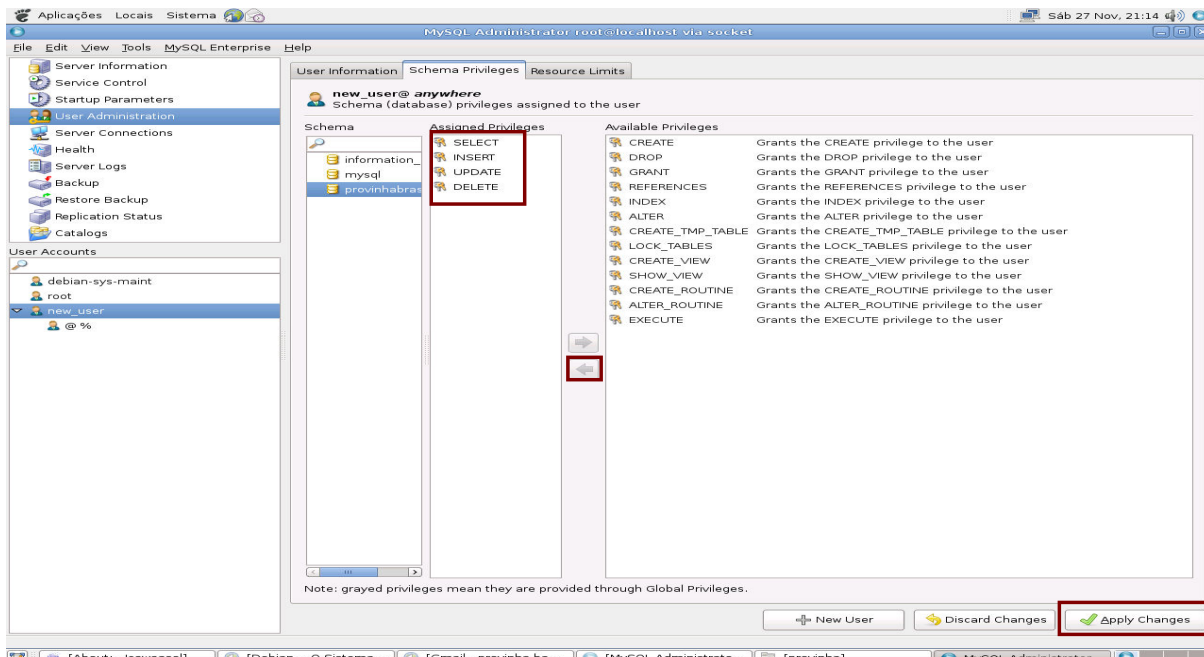 Aplicações Locais Sistema
Sáb 27 Nov, 21:14
MySQL Administrator root@localhost via socket
File Edit View Tools MySQL Enterprise Help
Server Information
Service Control
Startup Parameters
User Administration
Server Connections
Health
Server Logs
Backup
Restore Backup
Replication Status
Catalogs
User Accounts
debian-sys-maint
root
new_user
@ %
User Information Schema Privileges Resource Limits
new_user@ anywhere
Schema (database) privileges assigned to the user
Schema Assigned Privileges Available Privileges
information_
mysql
provinhabras
SELECT
INSERT
UPDATE
DELETE
CREATE Grants the CREATE privilege to the user
DROP Grants the DROP privilege to the user
GRANT Grants the GRANT privilege to the user
REFERENCES Grants the REFERENCES privilege to the user
INDEX Grants the INDEX privilege to the user
ALTER Grants the ALTER privilege to the user
CREATE_TMP_TABLE Grants the CREATE_TMP_TABLE privilege to the user
LOCK_TABLES Grants the LOCK_TABLES privilege to the user
CREATE_VIEW Grants the CREATE_VIEW privilege to the user
SHOW_VIEW Grants the SHOW_VIEW privilege to the user
CREATE_ROUTINE Grants the CREATE_ROUTINE privilege to the user
ALTER_ROUTINE Grants the ALTER_ROUTINE privilege to the user
EXECUTE Grants the EXECUTE privilege to the user
Note: grayed privileges mean they are provided through Global Privileges.
New User Discard Changes Apply Changes